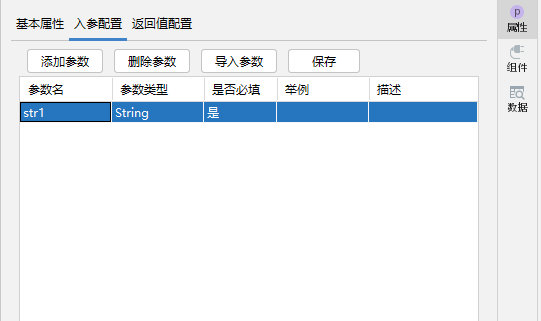 基本属性 入参配置 返回值配置
添加参数 删除参数 导入参数 保存
参数名 参数类型 是否必填 举例 描述
str1 String 是
p
属性
组件
数据